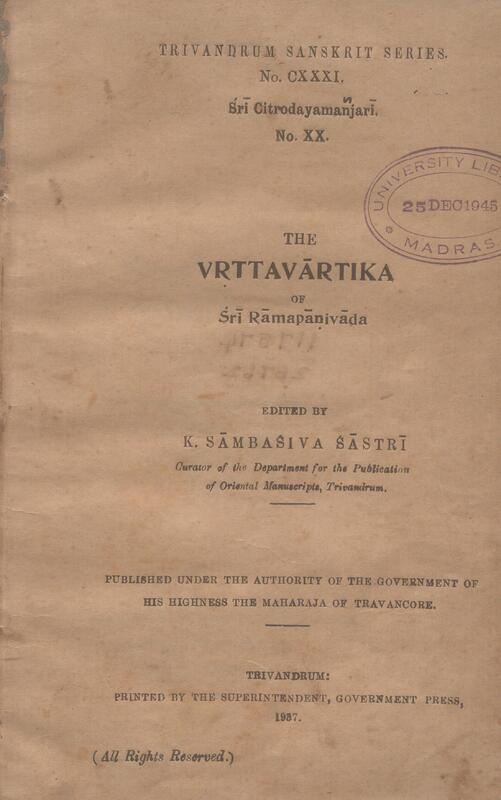 TRIVANDRUM SANSKRIT SERIES.
No. CXXXI.
Śrī Citrodayamañjarī.
No. XX.
UNIVERSITY LIB
25 DEC 1945
MADRAS
THE
VṚTTAVĀRTIKA
OF
Śrī Rāmapāṇivāda
EDITED BY
K. SĀMBAŚIVA ŚĀSTRĪ
Curator of the Department for the Publication
of Oriental Manuscripts, Trivandrum.
PUBLISHED UNDER THE AUTHORITY OF THE GOVERNMENT OF
HIS HIGHNESS THE MAHARAJA OF TRAVANCORE.
TRIVANDRUM:
PRINTED BY THE SUPERINTENDENT, GOVERNMENT PRESS,
1937.
(All Rights Reserved.)